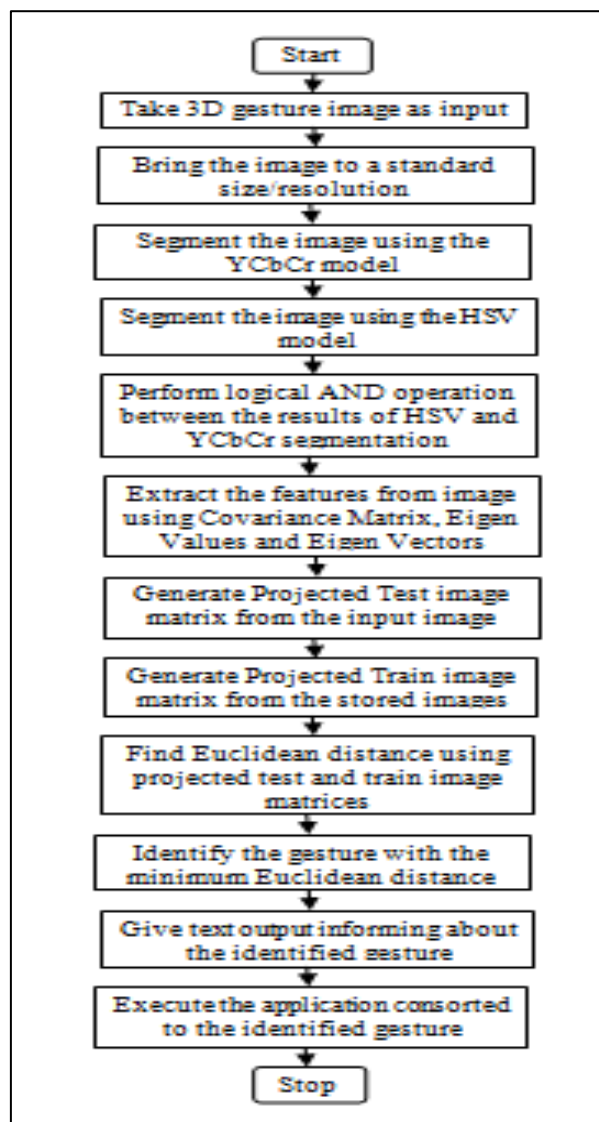 Start
Take 3D gesture image as input
Bring the image to a standard
size/resolution
Segment the image using the
YCbCr model
Segment the image using the HSV
model
Perform logical AND operation
between the results of HSV and
YCbCr segmentation
Extract the features from image
using Covariance Matrix, Eigen
Values and Eigen Vectors
Generate Projected Test image
matrix from the input image
Generate Projected Train image
matrix from the stored images
Find Euclidean distance using
projected test and train image
matrices
Identify the gesture with the
minimum Euclidean distance
Give text output informing about
the identified gesture
Execute the application consorted
to the identified gesture
Stop